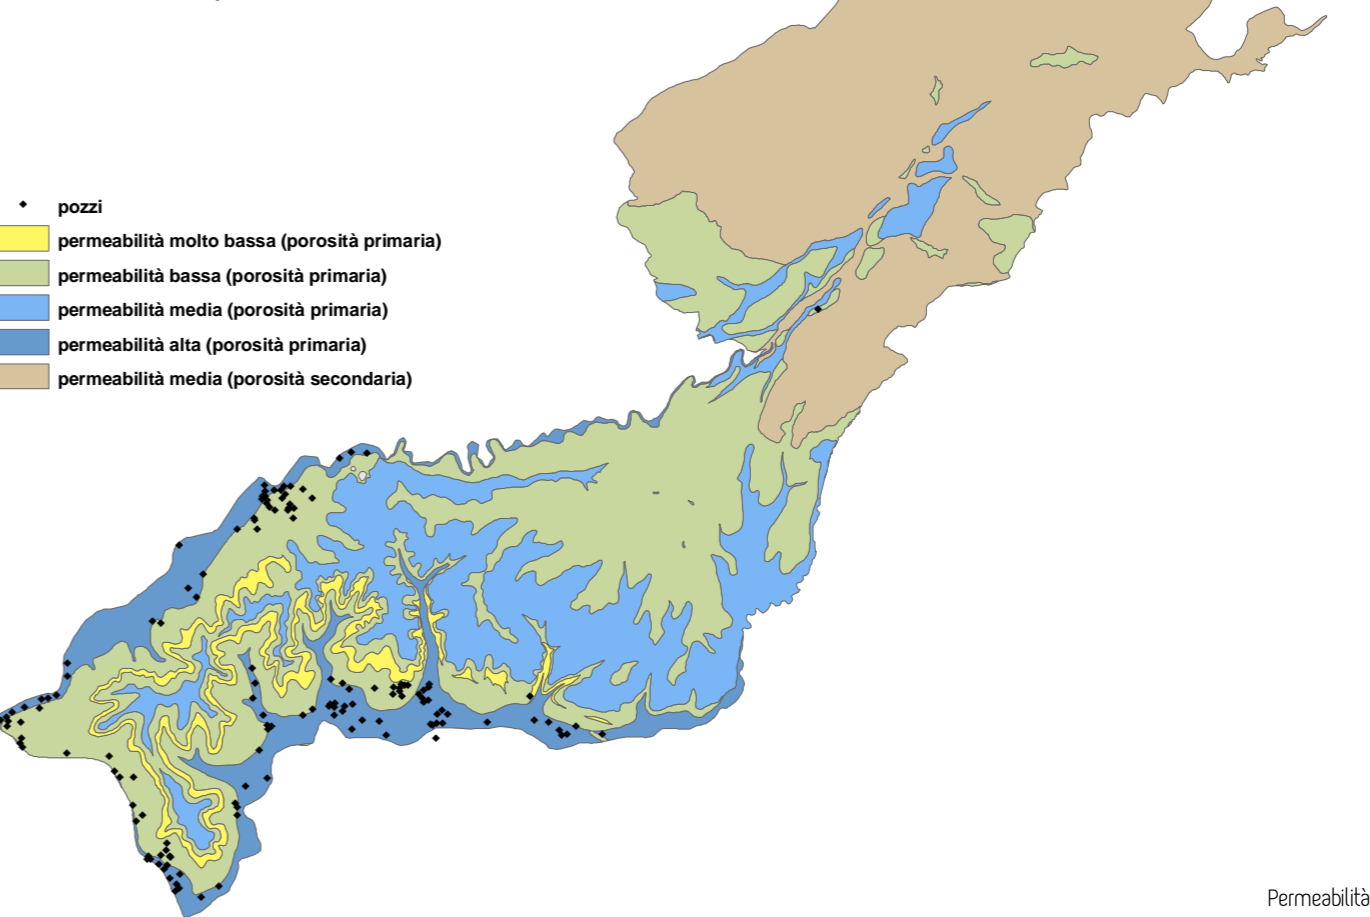 pozzi
permeabilità molto bassa (porosità primaria)
permeabilità bassa (porosità primaria)
permeabilità media (porosità primaria)
permeabilità alta (porosità primaria)
permeabilità media (porosità secondaria)
Permeabilità